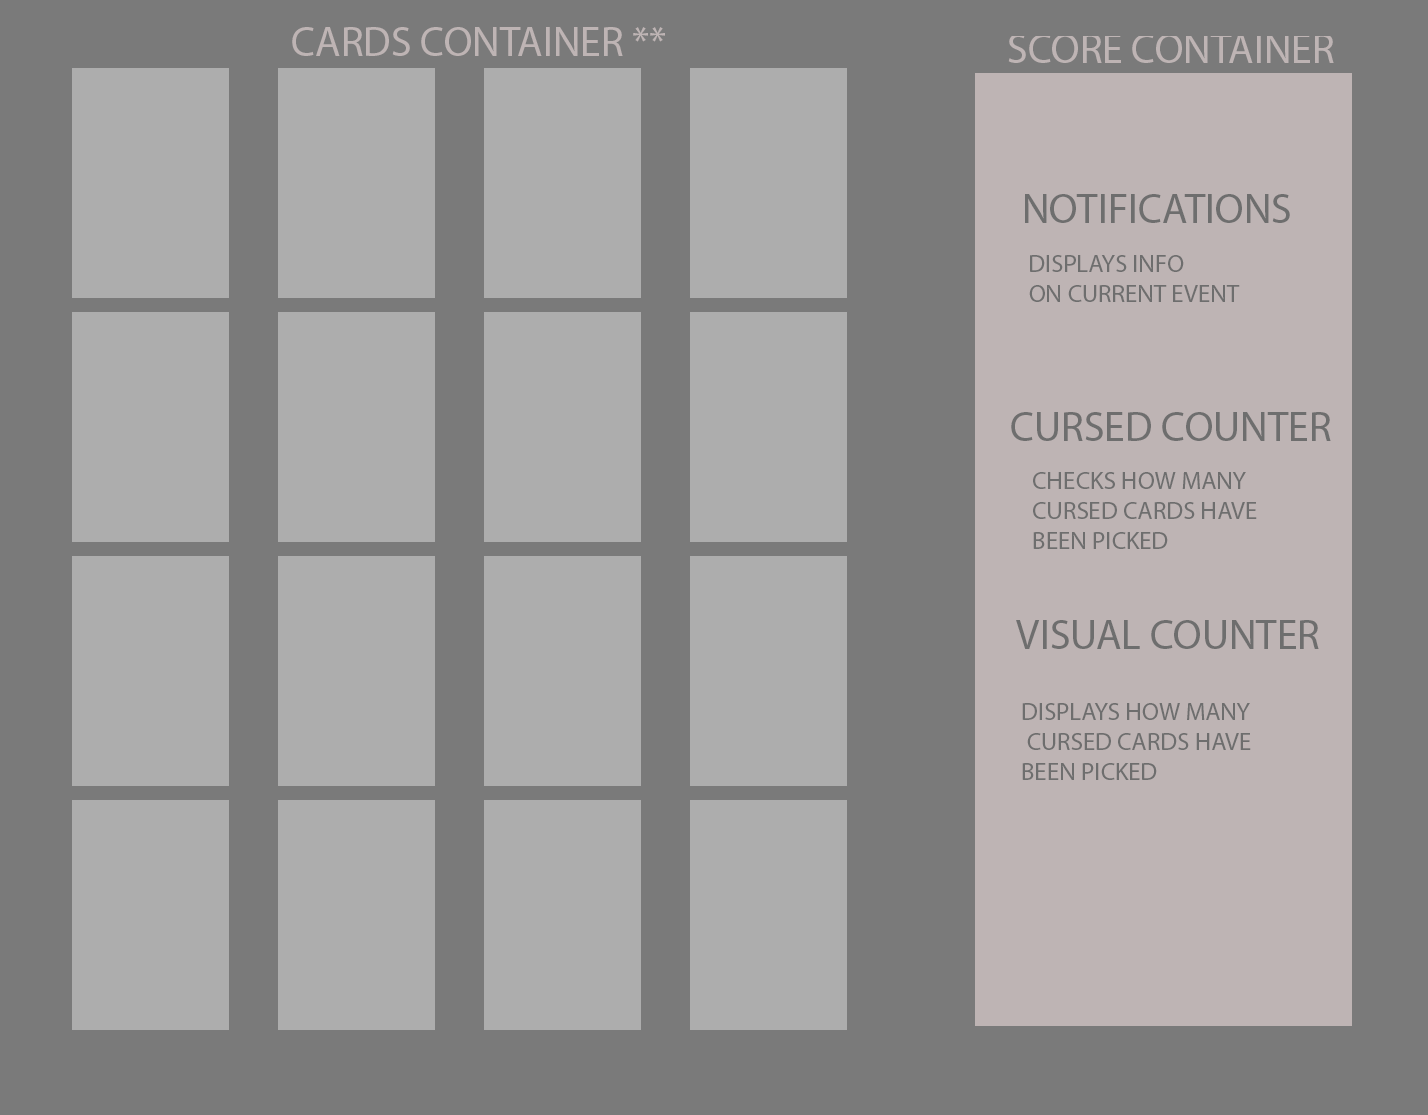 CARDS CONTAINER **
SCORE CONTAINER
NOTIFICATIONS
DISPLAYS INFO
ON CURRENT EVENT
CURSED COUNTER
CHECKS HOW MANY
CURSED CARDS HAVE
BEEN PICKED
VISUAL COUNTER
DISPLAYS HOW MANY
CURSED CARDS HAVE
BEEN PICKED